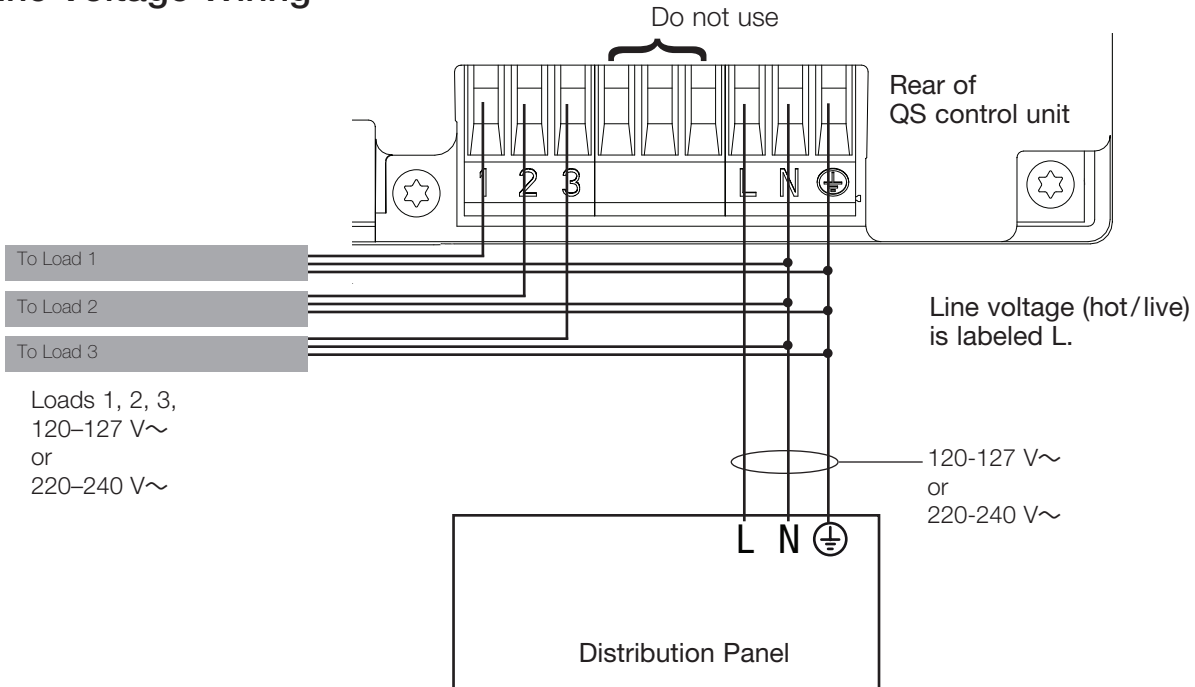 Do not use
Rear of
QS control unit
1 2 3 L N
To Load 1
To Load 2
To Load 3
Line voltage (hot/live)
is labeled L.
Loads 1, 2, 3,
120–127 V~
or
220–240 V~
120-127 V~
or
220-240 V~
L N
Distribution Panel